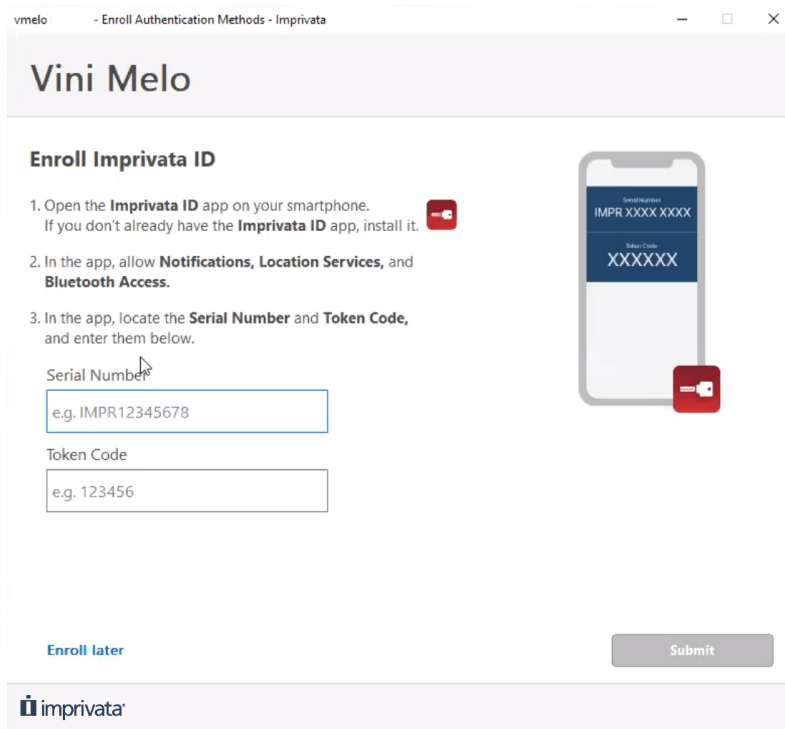 vmelo - Enroll Authentication Methods - Imprivata
Vini Melo
Enroll Imprivata ID
1. Open the Imprivata ID app on your smartphone.
If you don't already have the Imprivata ID app, install it.
2. In the app, allow Notifications, Location Services, and
Bluetooth Access.
3. In the app, locate the Serial Number and Token Code,
and enter them below.
Serial Number
e.g. IMPR12345678
Token Code
e.g. 123456
Serial Number
IMPR XXXX XXXX
Token Code
XXXXXX
Enroll later
Submit
imprivata